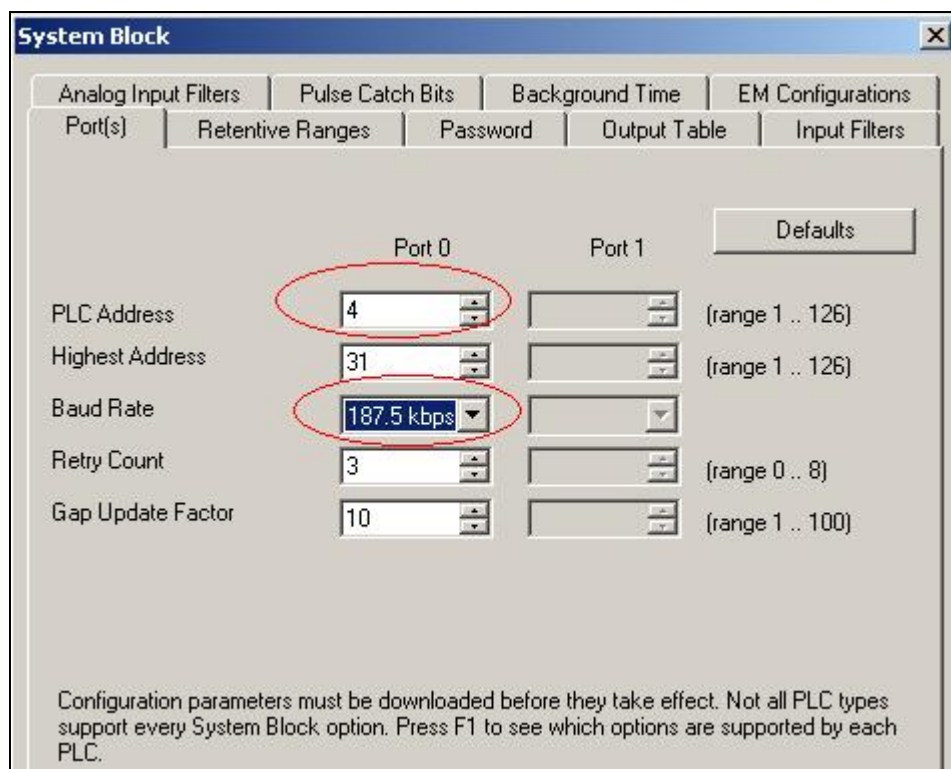 System Block
Analog Input Filters Pulse Catch Bits Background Time EM Configurations
Port(s) Retentive Ranges Password Output Table Input Filters
Port 0 Port 1 Defaults
PLC Address 4 (range 1 .. 126)
Highest Address 31 (range 1 .. 126)
Baud Rate 187.5 kbps
Retry Count 3 (range 0 .. 8)
Gap Update Factor 10 (range 1 .. 100)
Configuration parameters must be downloaded before they take effect. Not all PLC types
support every System Block option. Press F1 to see which options are supported by each
PLC.